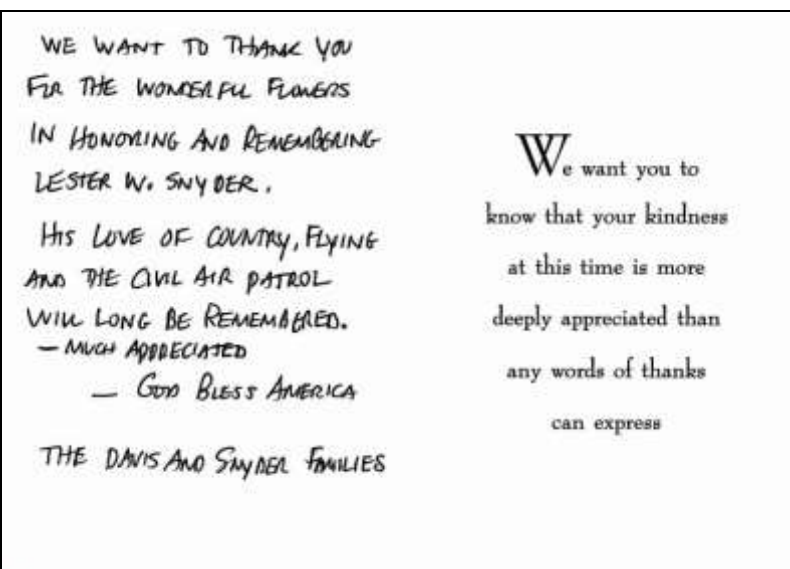 WE WANT TO THANK YOU
FOR THE WONDERFUL FLOWERS
IN HONORING AND REMEMBERING
LESTER W. SNYDER.
HIS LOVE OF COUNTRY, FLYING
AND THE CIVIL AIR PATROL
WILL LONG BE REMEMBERED.
— MUCH APPRECIATED
— GOD BLESS AMERICA
THE DAVIS AND SNYDER FAMILIES
We want you to
know that your kindness
at this time is more
deeply appreciated than
any words of thanks
can express